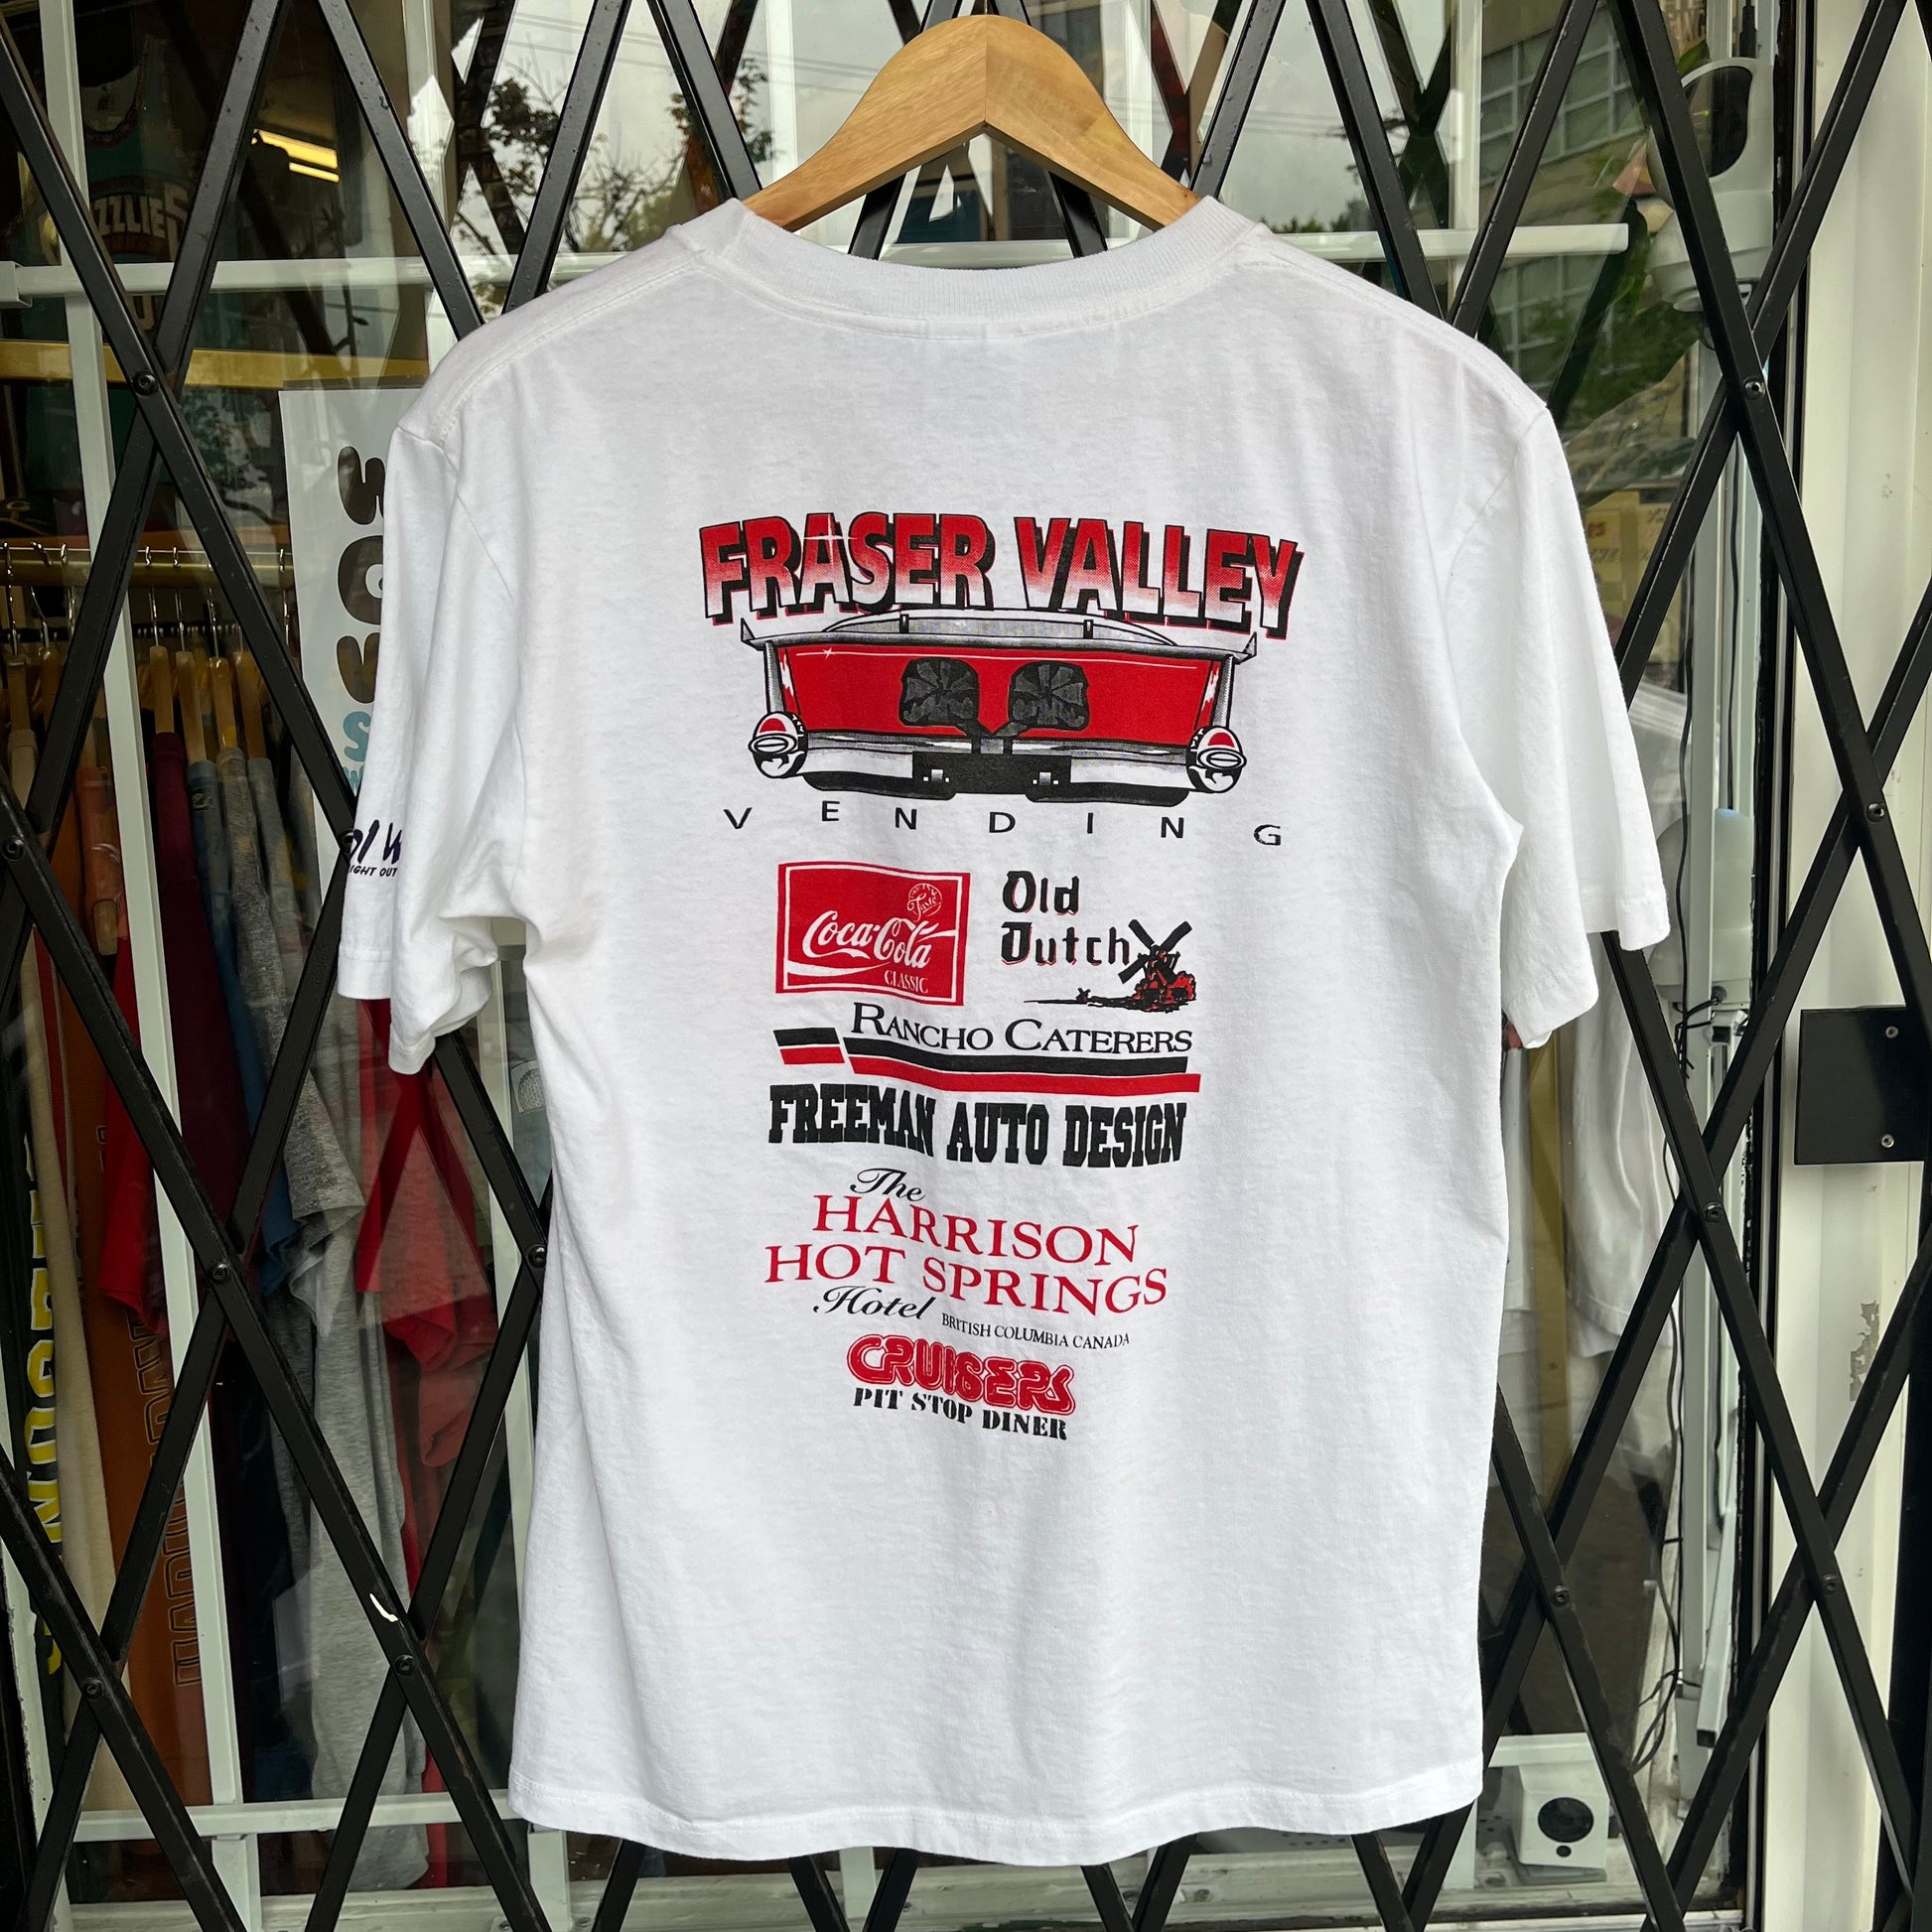 FRASER VALLEY
VENDING
Coca-Cola
CLASSIC
Old
Dutch
RANCHO CATERERS
FREEMAN AUTO DESIGN
The
HARRISON
HOT SPRINGS
Hotel BRITISH COLUMBIA CANADA
CRUISERS
PIT STOP DINER